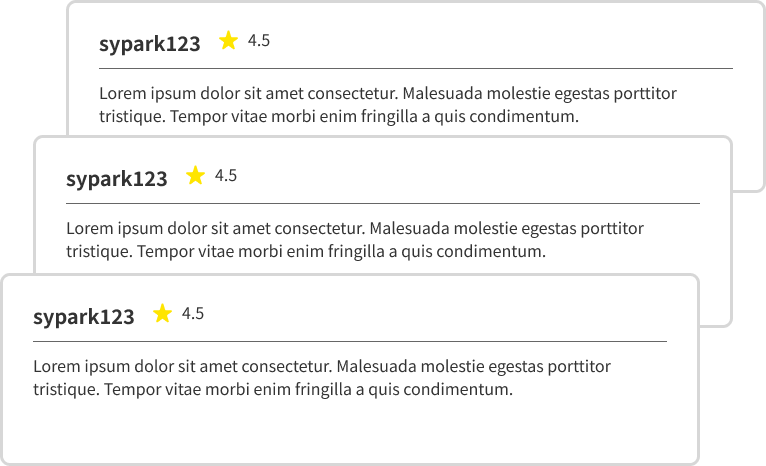 sypark123 4.5
Lorem ipsum dolor sit amet consectetur. Malesuada molestie egestas porttitor
tristique. Tempor vitae morbi enim fringilla a quis condimentum.
sypark123 4.5
Lorem ipsum dolor sit amet consectetur. Malesuada molestie egestas porttitor
tristique. Tempor vitae morbi enim fringilla a quis condimentum.
sypark123 4.5
Lorem ipsum dolor sit amet consectetur. Malesuada molestie egestas porttitor
tristique. Tempor vitae morbi enim fringilla a quis condimentum.